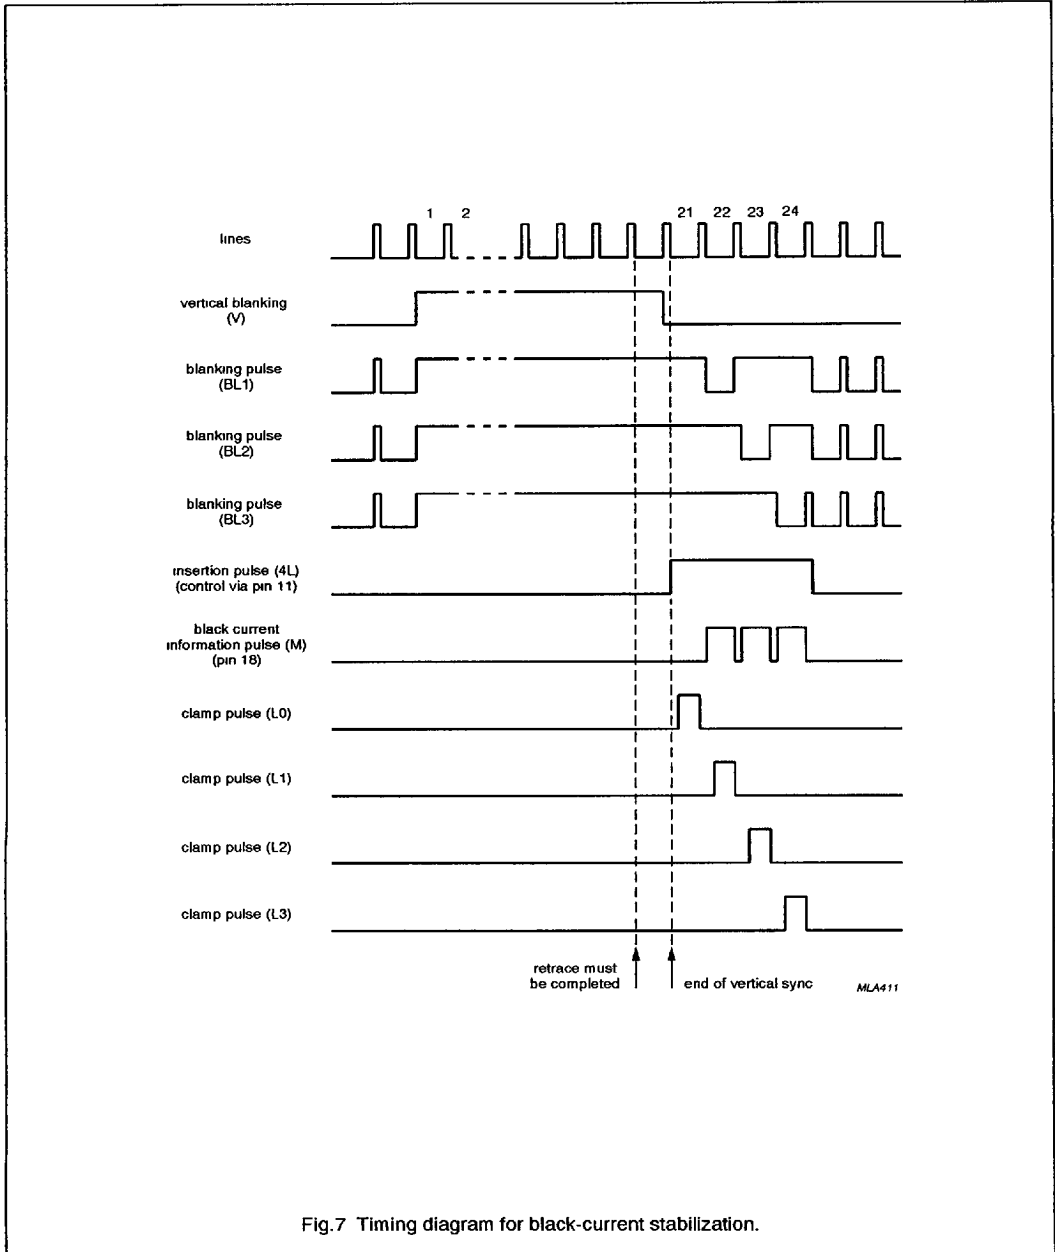 1 2 21 22 23 24
lines
vertical blanking
(V)
blanking pulse
(BL1)
blanking pulse
(BL2)
blanking pulse
(BL3)
insertion pulse (4L)
(control via pin 11)
black current
information pulse (M)
(pin 18)
clamp pulse (L0)
clamp pulse (L1)
clamp pulse (L2)
clamp pulse (L3)
retrace must
be completed
end of vertical sync
MLA411
Fig.7 Timing diagram for black-current stabilization.